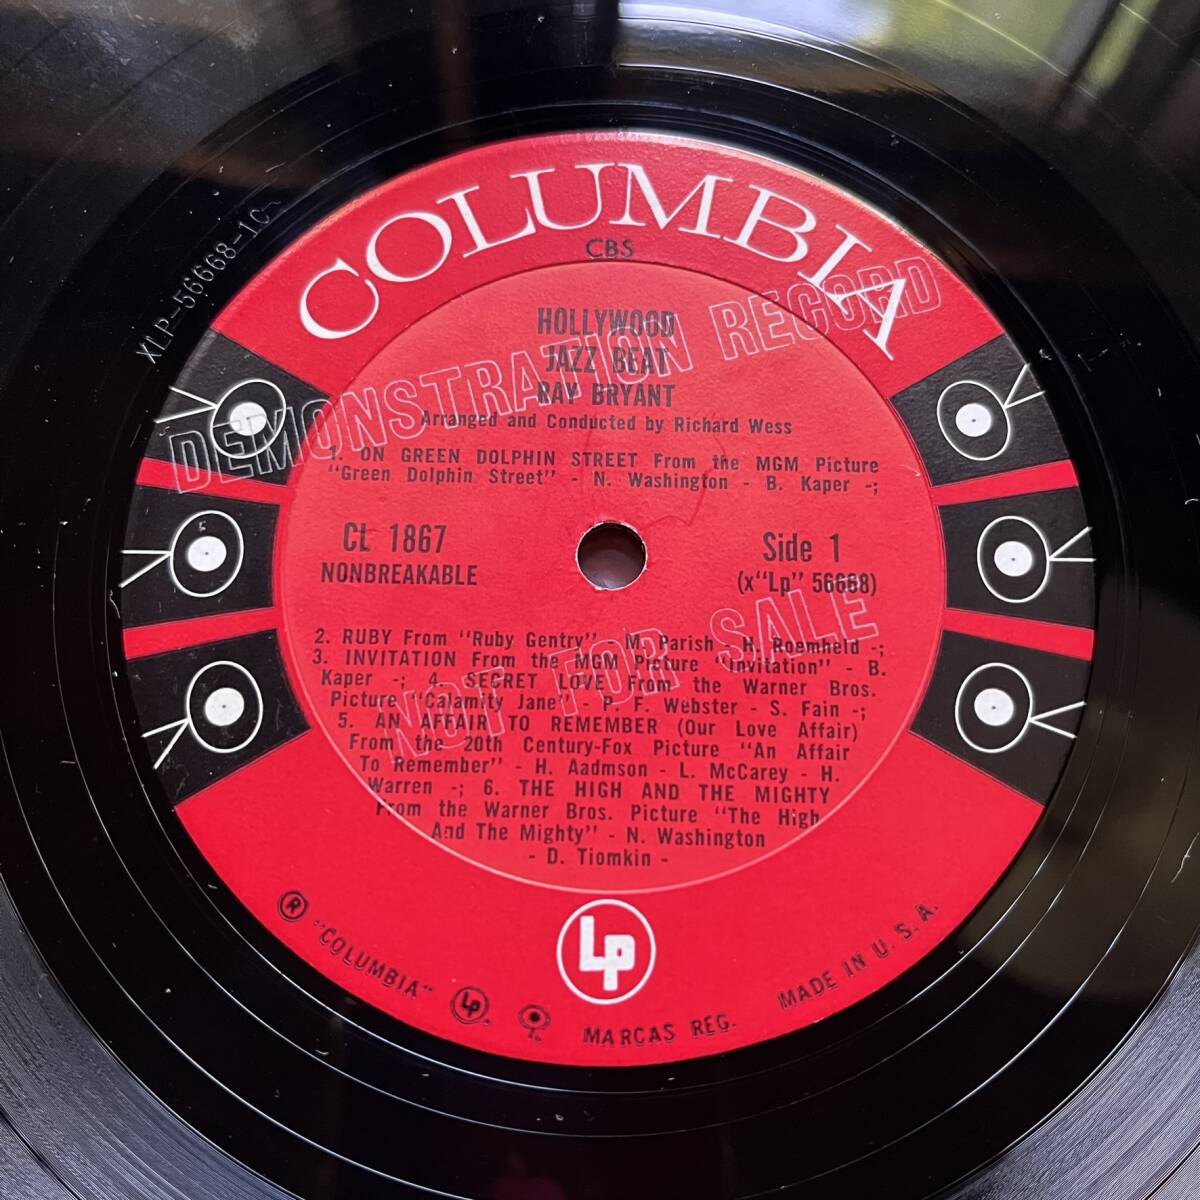 COLUMBIA
CBS
DEMONSTRATION RECORD
HOLLYWOOD
JAZZ BEAT
RAY BRYANT
Arranged and Conducted by Richard Wess
1. ON GREEN DOLPHIN STREET From the MGM Picture
"Green Dolphin Street" - N. Washington - B. Kaper -;
CL 1867
NONBREAKABLE
Side 1
(x"Lp" 56668)
NOT FOR SALE
2. RUBY From "Ruby Gentry" - M. Parish - H. Roemheld -;
3. INVITATION From the MGM Picture "Invitation" - B.
Kaper -; 4. SECRET LOVE From the Warner Bros.
Picture "Calamity Jane" - P. F. Webster - S. Fain -;
5. AN AFFAIR TO REMEMBER (Our Love Affair)
From the 20th Century-Fox Picture "An Affair
To Remember" - H. Aadmson - L. McCarey - H.
Warren -; 6. THE HIGH AND THE MIGHTY
From the Warner Bros. Picture "The High
And The Mighty" - N. Washington
- D. Tiomkin -
Lp
® "COLUMBIA" Lp MARCAS REG. MADE IN U. S. A.
XLP-56668-1C